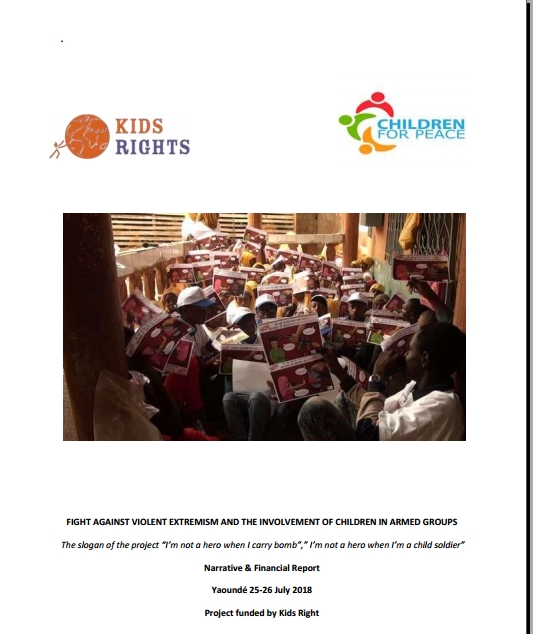 .
KIDS
RIGHTS
CHILDREN
FOR PEACE
FIGHT AGAINST VIOLENT EXTREMISM AND THE INVOLVEMENT OF CHILDREN IN ARMED GROUPS
The slogan of the project “I’m not a hero when I carry bomb”,” I’m not a hero when I’m a child soldier”
Narrative & Financial Report
Yaoundé 25-26 July 2018
Project funded by Kids Right